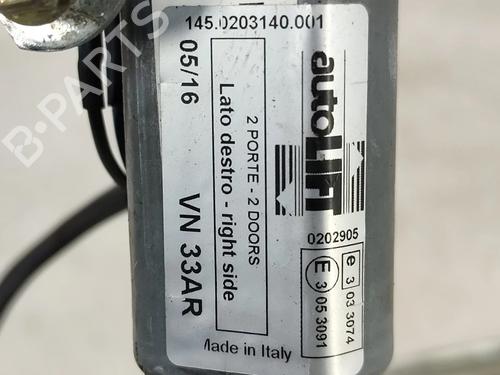 145.0203140.001
05/16
VN 33AR
Lato destro - right side
2 PORTE - 2 DOORS
autoLIFT
0202905
E 3 05 3091
e 3 03 3074
Made in Italy
B-PARTS